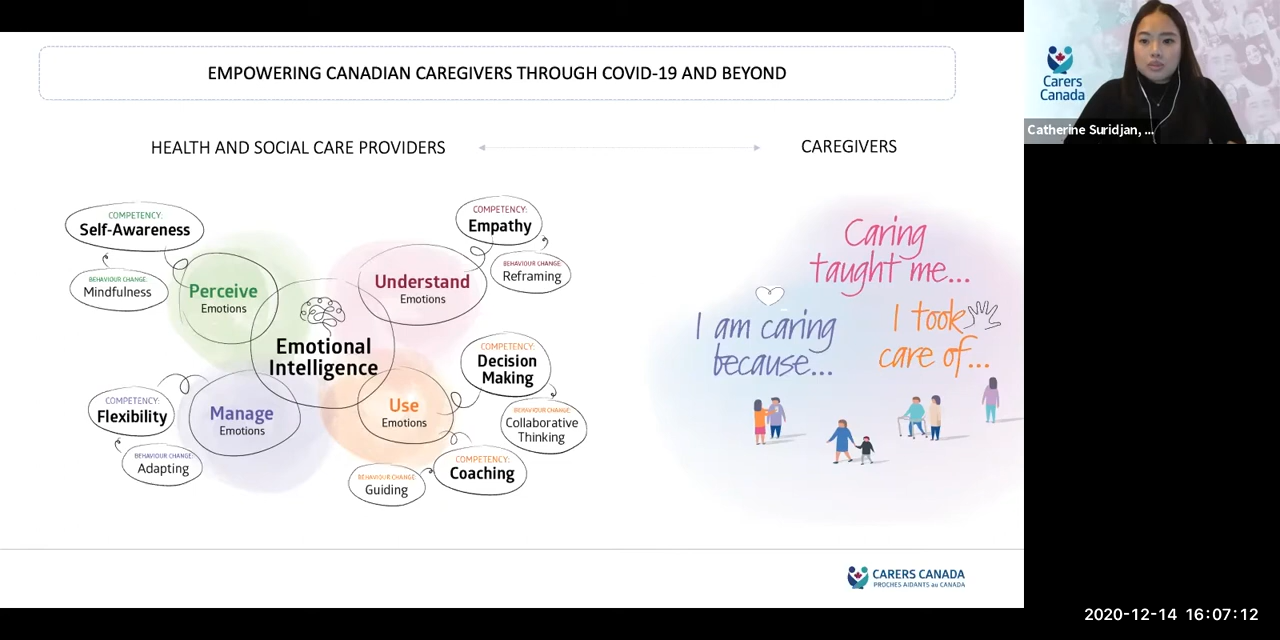 EMPOWERING CANADIAN CAREGIVERS THROUGH COVID-19 AND BEYOND
HEALTH AND SOCIAL CARE PROVIDERS
CAREGIVERS
COMPETENCY:
Self-Awareness
BEHAVIOUR CHANGE:
Mindfulness
Perceive
Emotions
COMPETENCY:
Empathy
BEHAVIOUR CHANGE:
Reframing
Understand
Emotions
Emotional
Intelligence
COMPETENCY:
Flexibility
BEHAVIOUR CHANGE:
Adapting
Manage
Emotions
Use
Emotions
COMPETENCY:
Decision
Making
BEHAVIOUR CHANGE:
Collaborative
Thinking
COMPETENCY:
Coaching
BEHAVIOUR CHANGE:
Guiding
Caring
taught me...
I am caring
because...
I took
care of...
CARERS CANADA
PROCHES AIDANTS au CANADA
Carers
Canada
Catherine Suridjan, ...
2020-12-14 16:07:12